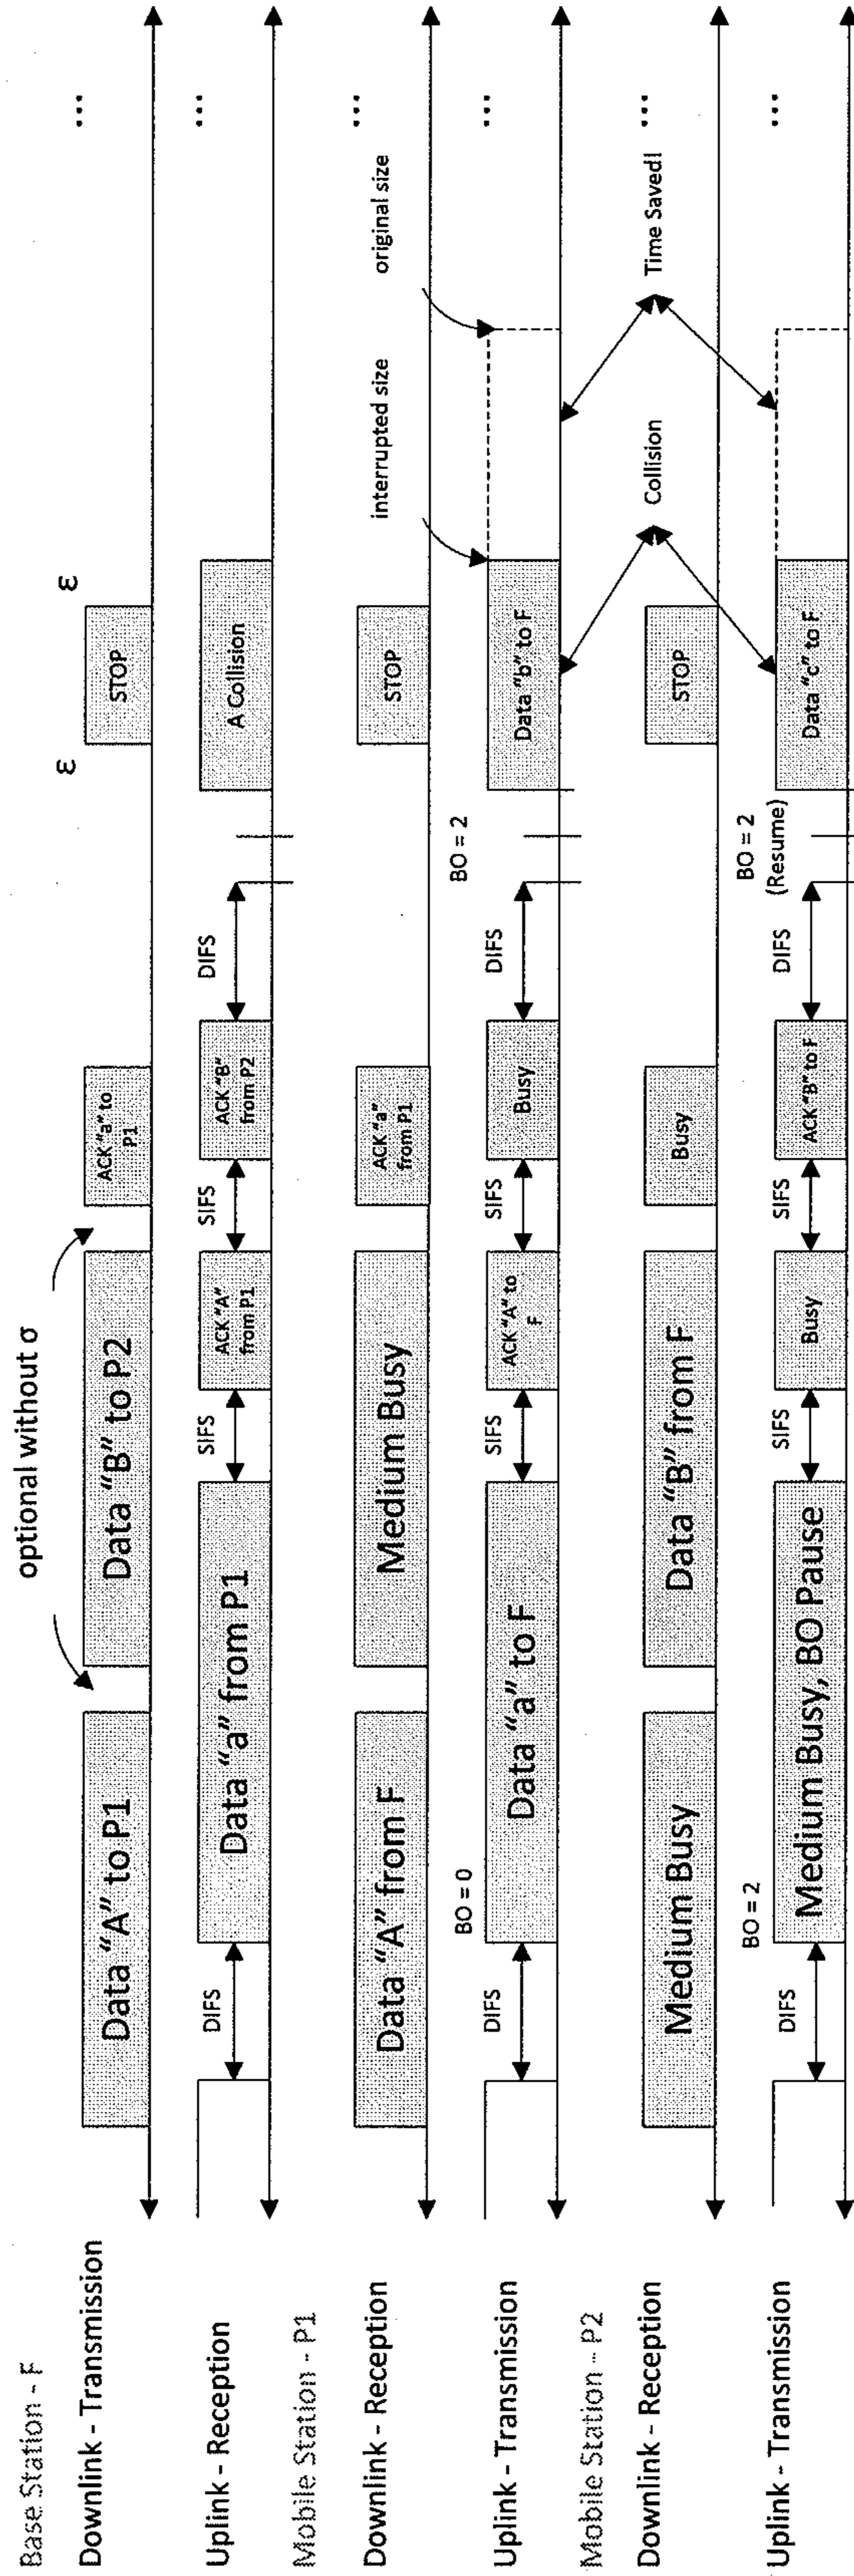 optional without σ
Base Station - F
Downlink - Transmission
Data "A" to P1
Data "B" to P2
ACK "a" to
P1
ε
STOP
ε
...
Uplink - Reception
DIFS
Data "a" from P1
SIFS
ACK "A"
from P1
SIFS
ACK "B"
from P2
DIFS
A Collision
...
Mobile Station - P1
Downlink - Reception
Data "A" from F
Medium Busy
ACK "a"
from P1
STOP
interrupted size
original size
...
Uplink - Transmission
DIFS
BO = 0
Data "a" to F
SIFS
ACK "A" to
F
SIFS
Busy
DIFS
BO = 2
Data "b" to F
...
Mobile Station - P2
Downlink - Reception
Medium Busy
Data "B" from F
Busy
STOP
Collision
Time Saved!
...
Uplink - Transmission
DIFS
BO = 2
Medium Busy, BO Pause
SIFS
Busy
SIFS
ACK "B" to F
DIFS
BO = 2
(Resume)
Data "c" to F
...